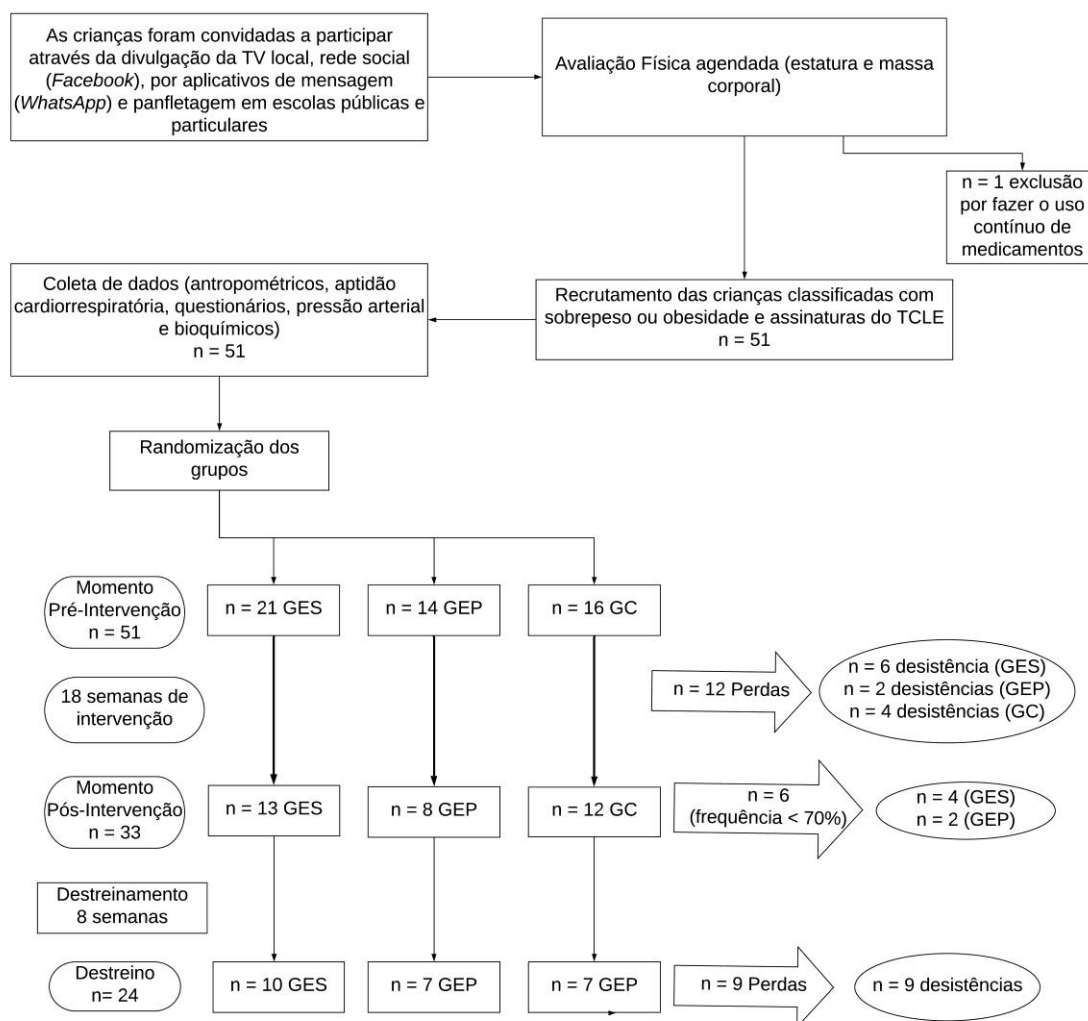 As crianças foram convidadas a participar
através da divulgação da TV local, rede social
(Facebook), por aplicativos de mensagem
(WhatsApp) e panfletagem em escolas públicas e
particulares
Avaliação Física agendada (estatura e massa
corporal)
n = 1 exclusão
por fazer o uso
contínuo de
medicamentos
Coleta de dados (antropométricos, aptidão
cardiorrespiratória, questionários, pressão arterial
e bioquímicos)
n = 51
Recrutamento das crianças classificadas com
sobrepeso ou obesidade e assinaturas do TCLE
n = 51
Randomização dos
grupos
Momento
Pré-Intervenção
n = 51
n = 21 GES
n = 14 GEP
n = 16 GC
18 semanas de
intervenção
n = 12 Perdas
n = 6 desistência (GES)
n = 2 desistências (GEP)
n = 4 desistências (GC)
Momento
Pós-Intervenção
n = 33
n = 13 GES
n = 8 GEP
n = 12 GC
n = 6
(frequência < 70%)
n = 4 (GES)
n = 2 (GEP)
Destreinamento
8 semanas
Destreino
n= 24
n = 10 GES
n = 7 GEP
n = 7 GEP
n = 9 Perdas
n = 9 desistências